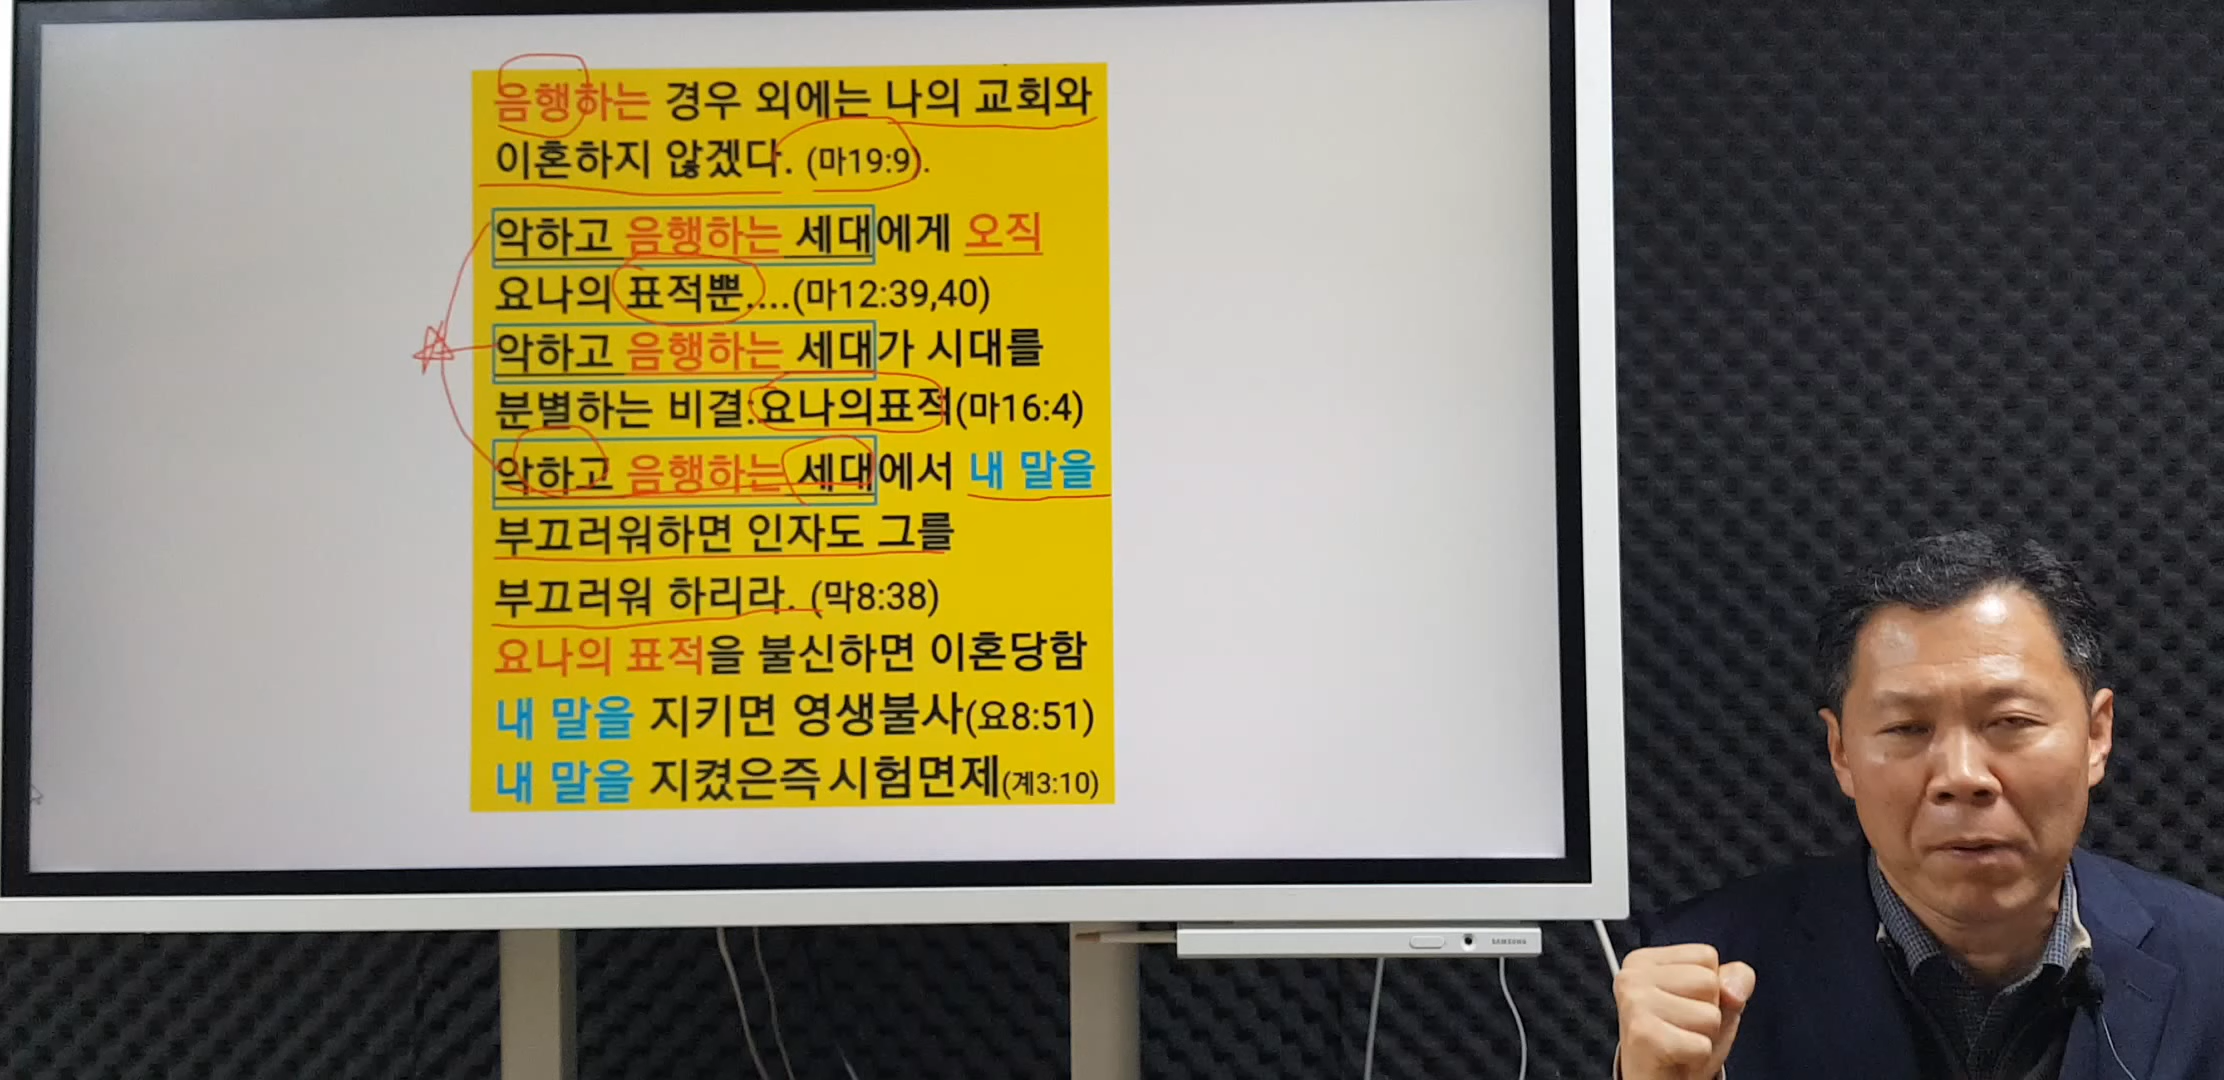 음행하는 경우 외에는 나의 교회와
이혼하지 않겠다. (마19:9).
악하고 음행하는 세대에게 오직
요나의 표적뿐....(마12:39,40)
악하고 음행하는 세대가 시대를
분별하는 비결:요나의표적(마16:4)
악하고 음행하는 세대에서 내 말을
부끄러워하면 인자도 그를
부끄러워 하리라. (막8:38)
요나의 표적을 불신하면 이혼당함
내 말을 지키면 영생불사(요8:51)
내 말을 지켰은즉 시험면제(계3:10)
SAMSUNG